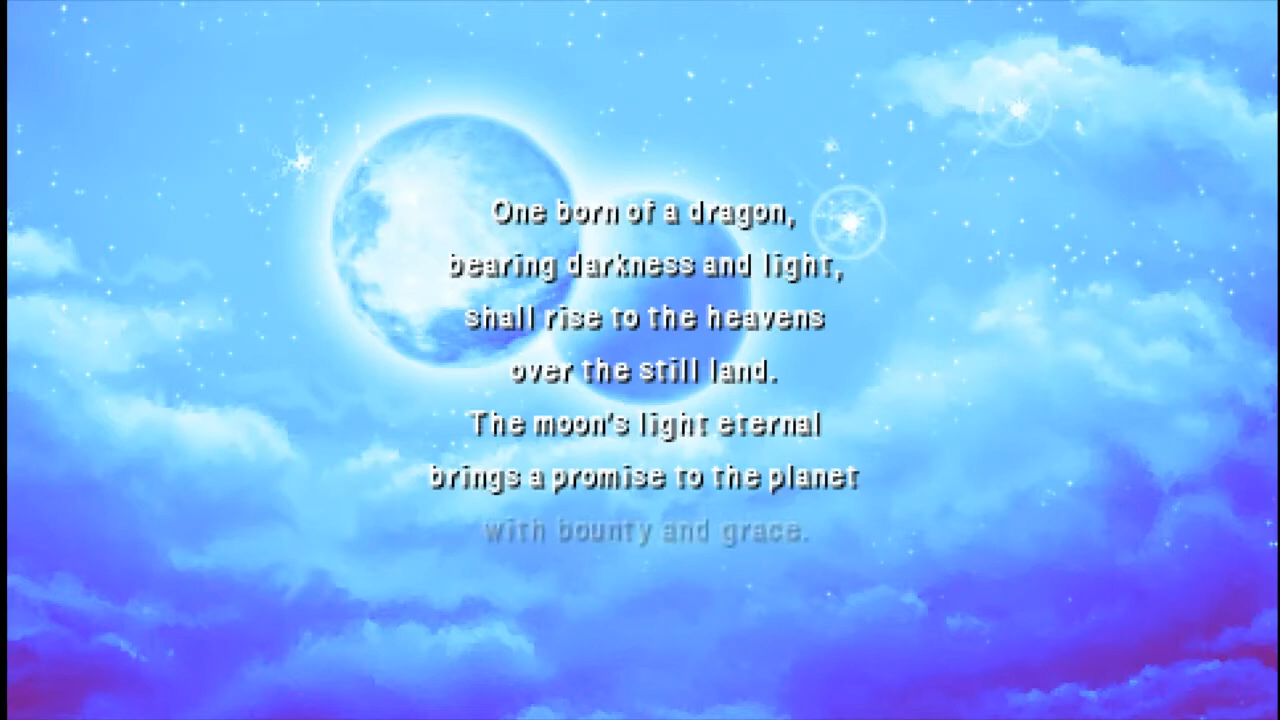 One born of a dragon,
bearing darkness and light,
shall rise to the heavens
over the still land.
The moon's light eternal
brings a promise to the planet
with bounty and grace.